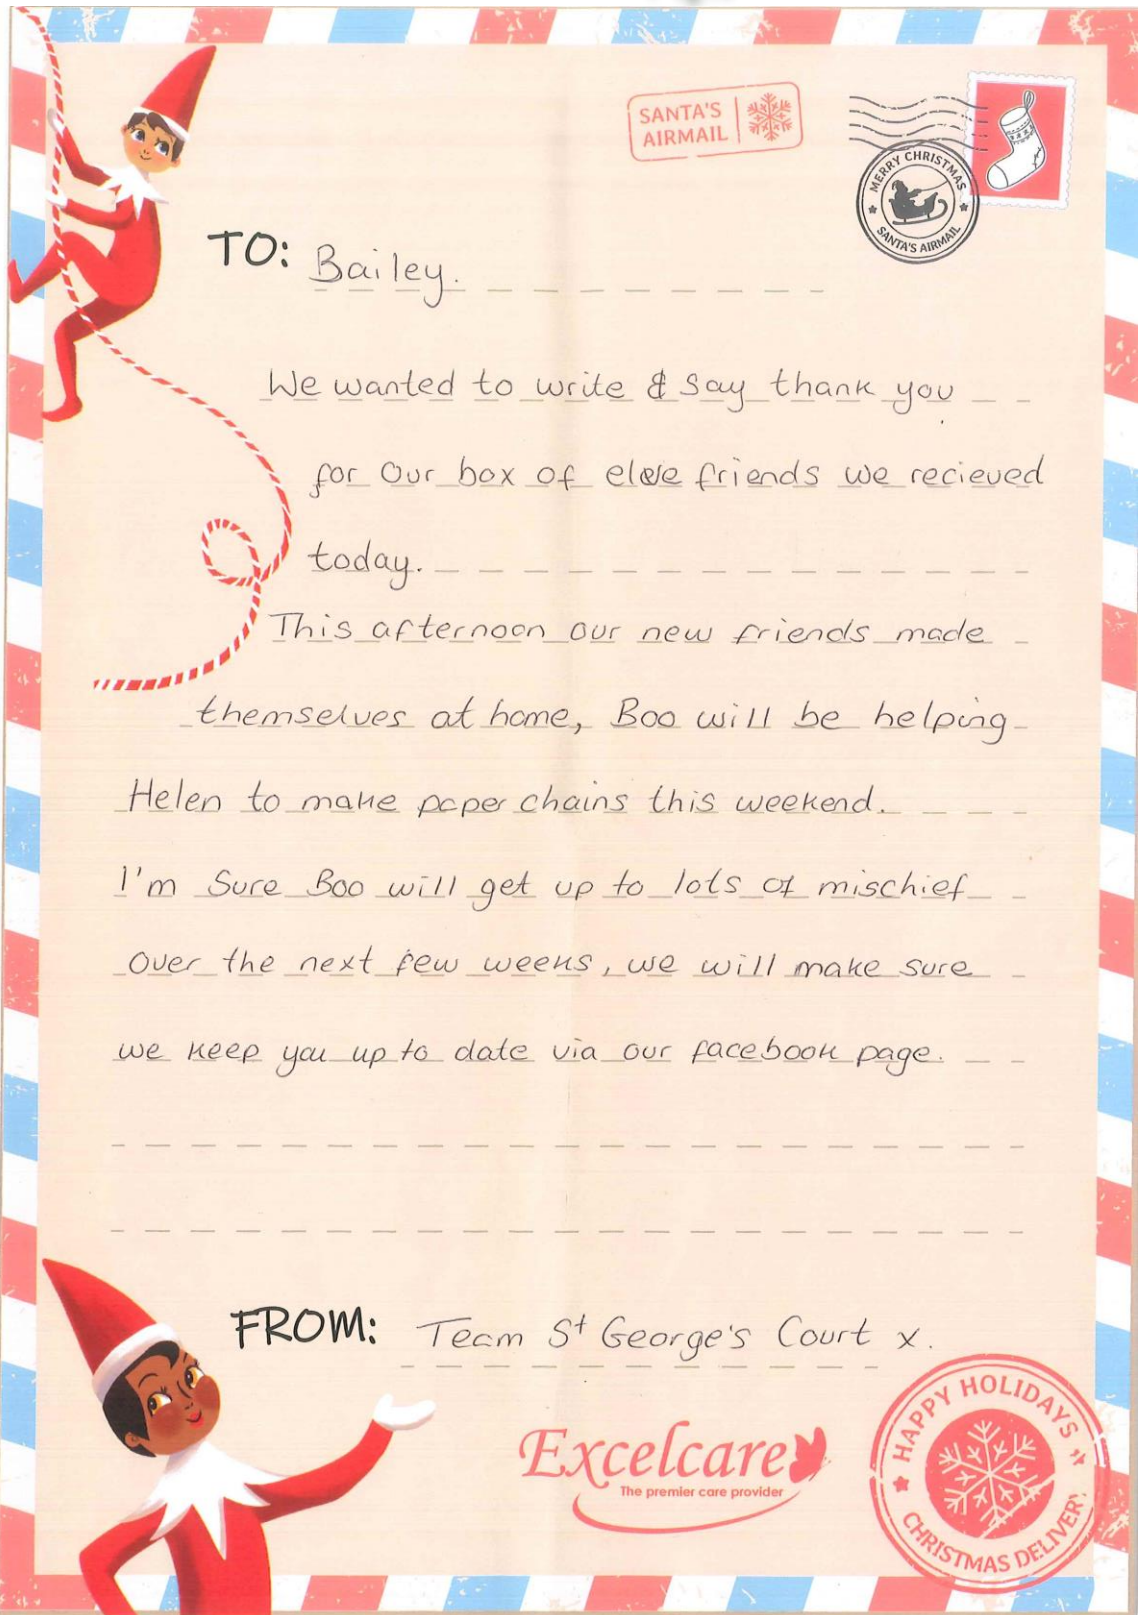 SANTA'S
AIRMAIL
MERRY CHRISTMAS
SANTA'S AIRMAIL
TO: Bailey.
We wanted to write & say thank you
for our box of elve friends we recieved
today.
This afternoon our new friends made
themselves at home, Boo will be helping
Helen to make paper chains this weekend.
I'm Sure Boo will get up to lots of mischief
over the next few weeks, we will make sure
we keep you up to date via our facebook page.
FROM: Team St George's Court x.
Excelcare
The premier care provider
HAPPY HOLIDAYS
CHRISTMAS DELIVERY